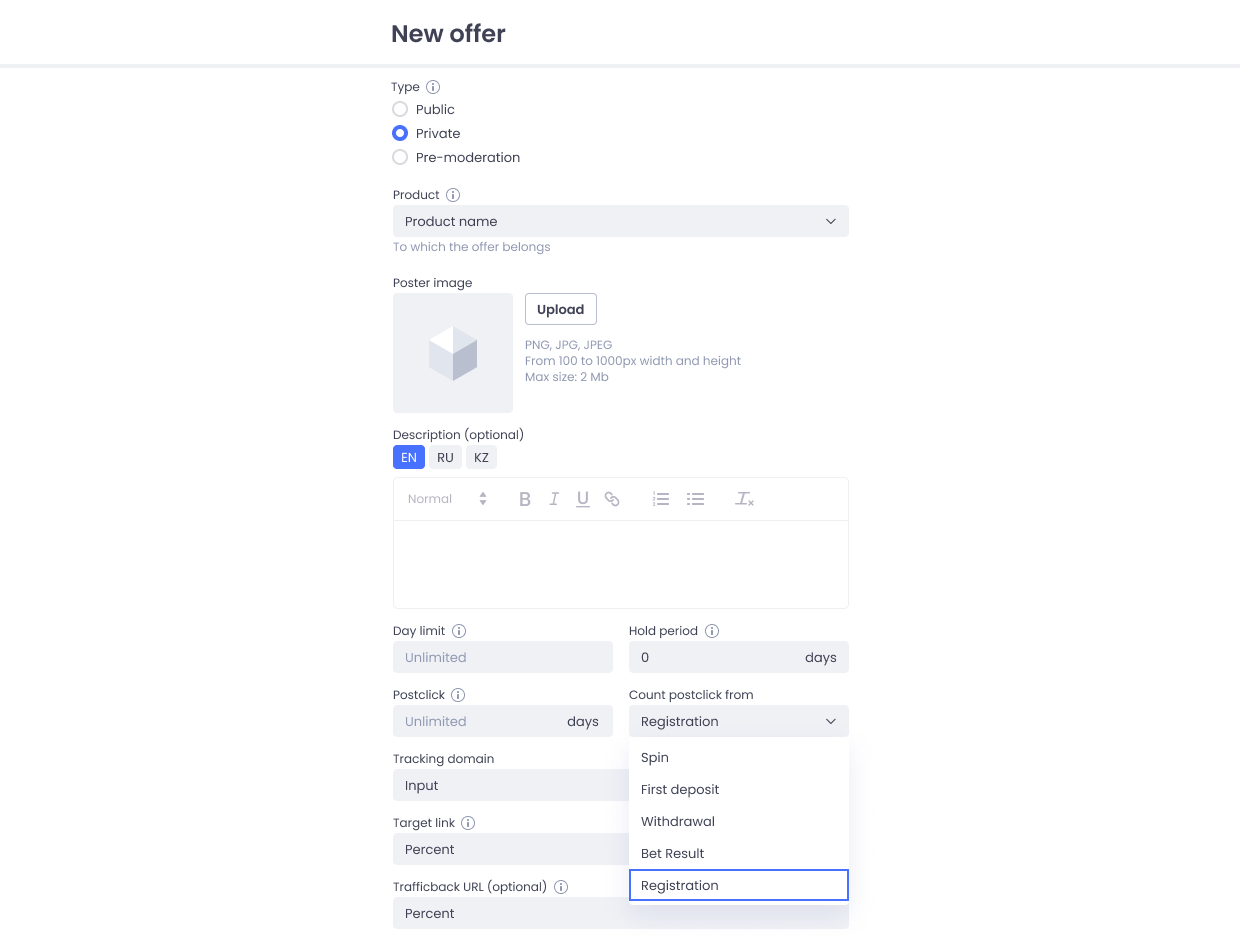 New offer
Type
Public
Private
Pre-moderation
Product
Product name
To which the offer belongs
Poster image
Upload
PNG, JPG, JPEG
From 100 to 1000px width and height
Max size: 2 Mb
Description (optional)
EN RU KZ
Normal B I U
Day limit Hold period
Unlimited 0 days
Postclick Count postclick from
Unlimited days Registration
Spin
First deposit
Withdrawal
Bet Result
Registration
Tracking domain
Input
Target link
Percent
Trafficback URL (optional)
Percent